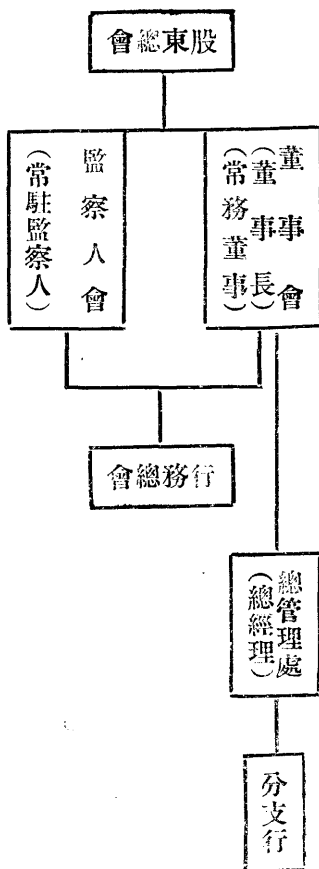 股東總會
董事會
(董事長)
(常務董事)
監察人會
(常駐監察人)
行務總會
總管理處
(總經理)
分支行